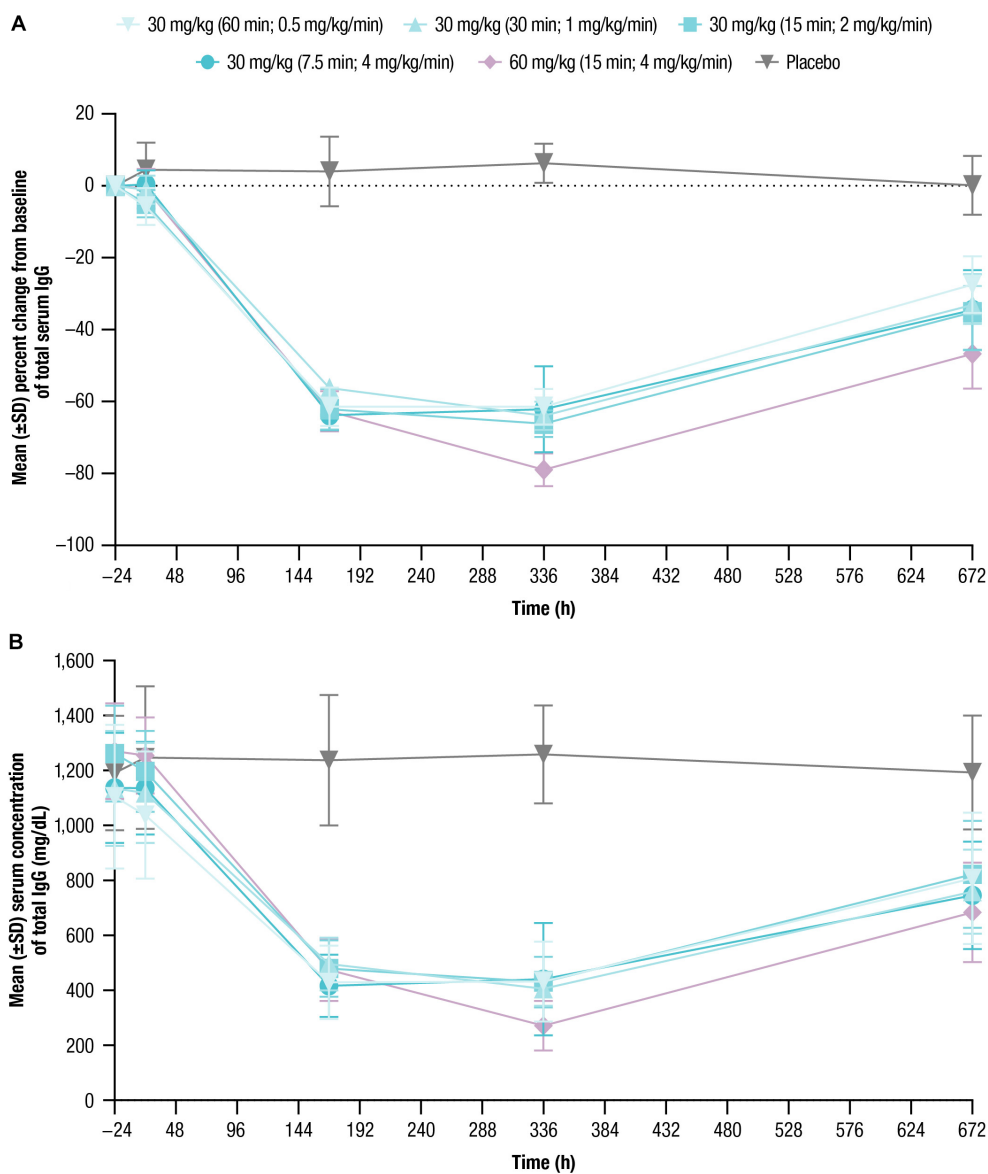 A
30 mg/kg (60 min; 0.5 mg/kg/min) 30 mg/kg (30 min; 1 mg/kg/min) 30 mg/kg (15 min; 2 mg/kg/min)
30 mg/kg (7.5 min; 4 mg/kg/min) 60 mg/kg (15 min; 4 mg/kg/min) Placebo
Mean (±SD) percent change from baseline
of total serum IgG
20
0
–20
–40
–60
–80
–100
–24 48 96 144 192 240 288 336 384 432 480 528 576 624 672
Time (h)
B
Mean (±SD) serum concentration
of total IgG (mg/dL)
1,600
1,400
1,200
1,000
800
600
400
200
0
–24 48 96 144 192 240 288 336 384 432 480 528 576 624 672
Time (h)